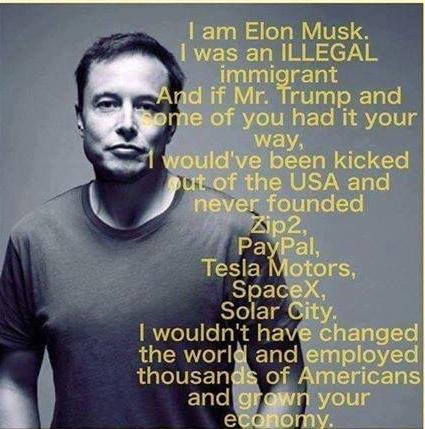 I am Elon Musk.
I was an ILLEGAL
immigrant
And if Mr. Trump and
some of you had it your
way,
I would've been kicked
out of the USA and
never founded
Zip2,
PayPal,
Tesla Motors,
SpaceX,
Solar City.
I wouldn't have changed
the world and employed
thousands of Americans
and grown your
economy.